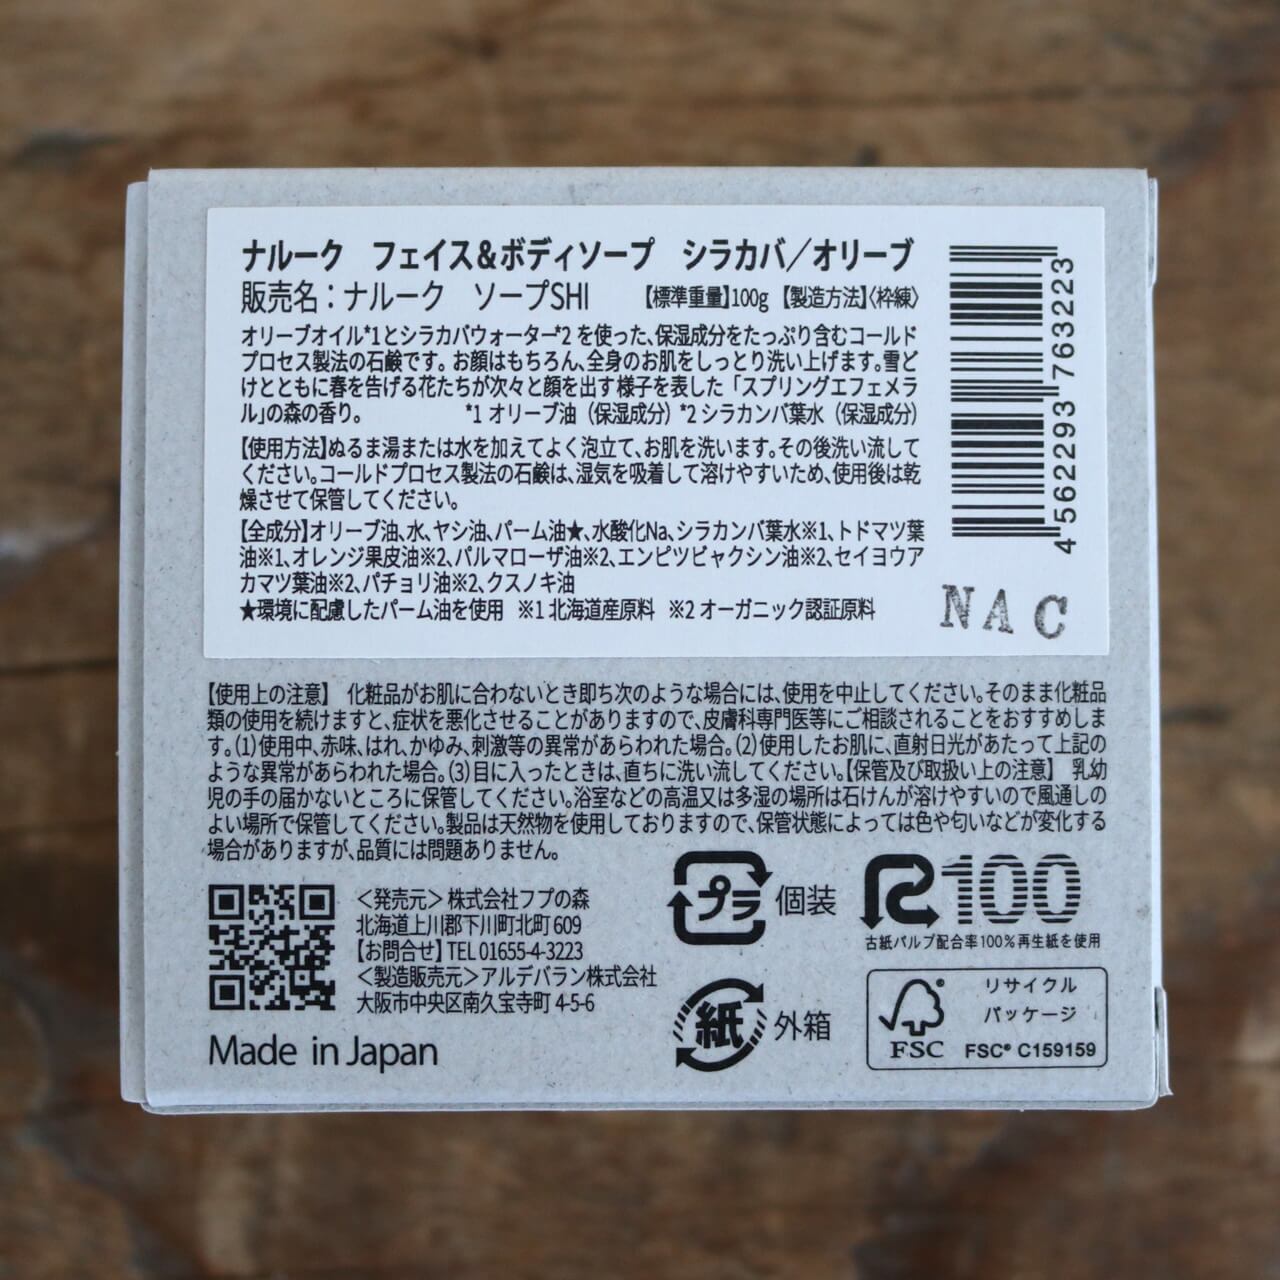 ナルーク　フェイス＆ボディソープ　シラカバ／オリーブ
販売名：ナルーク　ソープSHI　【標準重量】100g 【製造方法】〈枠練〉
オリーブオイル*1とシラカバウォーター*2 を使った、保湿成分をたっぷり含むコールド
プロセス製法の石鹸です。お顔はもちろん、全身のお肌をしっとり洗い上げます。雪ど
けとともに春を告げる花たちが次々と顔を出す様子を表した「スプリングエフェメラ
ル」の森の香り。　*1 オリーブ油（保湿成分）*2 シラカンバ葉水（保湿成分）
【使用方法】ぬるま湯または水を加えてよく泡立て、お肌を洗います。その後洗い流して
ください。コールドプロセス製法の石鹸は、湿気を吸着して溶けやすいため、使用後は乾
燥させて保管してください。
【全成分】オリーブ油、水、ヤシ油、パーム油★、水酸化Na、シラカンバ葉水※1、トドマツ葉
油※1、オレンジ果皮油※2、パルマローザ油※2、エンピツビャクシン油※2、セイヨウア
カマツ葉油※2、パチョリ油※2、クスノキ油
★環境に配慮したパーム油を使用　※1 北海道産原料　※2 オーガニック認証原料
4 562293 763223
NAC
【使用上の注意】　化粧品がお肌に合わないとき即ち次のような場合には、使用を中止してください。そのまま化粧品
類の使用を続けますと、症状を悪化させることがありますので、皮膚科専門医等にご相談されることをおすすめしま
す。（1）使用中、赤味、はれ、かゆみ、刺激等の異常があらわれた場合。（2）使用したお肌に、直射日光があたって上記の
ような異常があらわれた場合。（3）目に入ったときは、直ちに洗い流してください。【保管及び取扱い上の注意】　乳幼
児の手の届かないところに保管してください。浴室などの高温又は多湿の場所は石けんが溶けやすいので風通しの
よい場所で保管してください。製品は天然物を使用しておりますので、保管状態によっては色や匂いなどが変化する
場合がありますが、品質には問題ありません。
＜発売元＞ 株式会社フプの森
北海道上川郡下川町北町 609
【お問合せ】 TEL 01655-4-3223
＜製造販売元＞アルデバラン株式会社
大阪市中央区南久宝寺町 4-5-6
Made in Japan
プラ 個装
紙 外箱
R100
古紙パルプ配合率100%再生紙を使用
リサイクル
パッケージ
FSC FSC® C159159